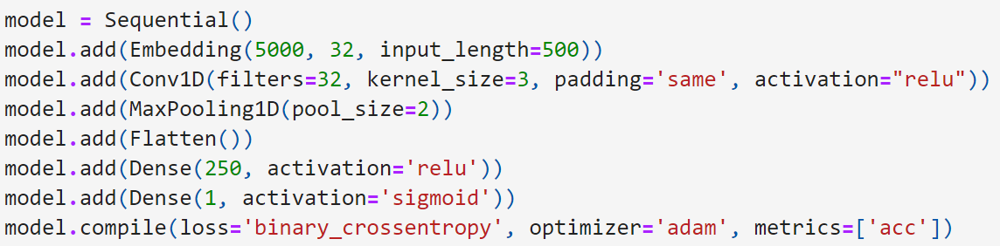 model = Sequential()
model.add(Embedding(5000, 32, input_length=500))
model.add(Conv1D(filters=32, kernel_size=3, padding='same', activation="relu"))
model.add(MaxPooling1D(pool_size=2))
model.add(Flatten())
model.add(Dense(250, activation='relu'))
model.add(Dense(1, activation='sigmoid'))
model.compile(loss='binary_crossentropy', optimizer='adam', metrics=['acc'])